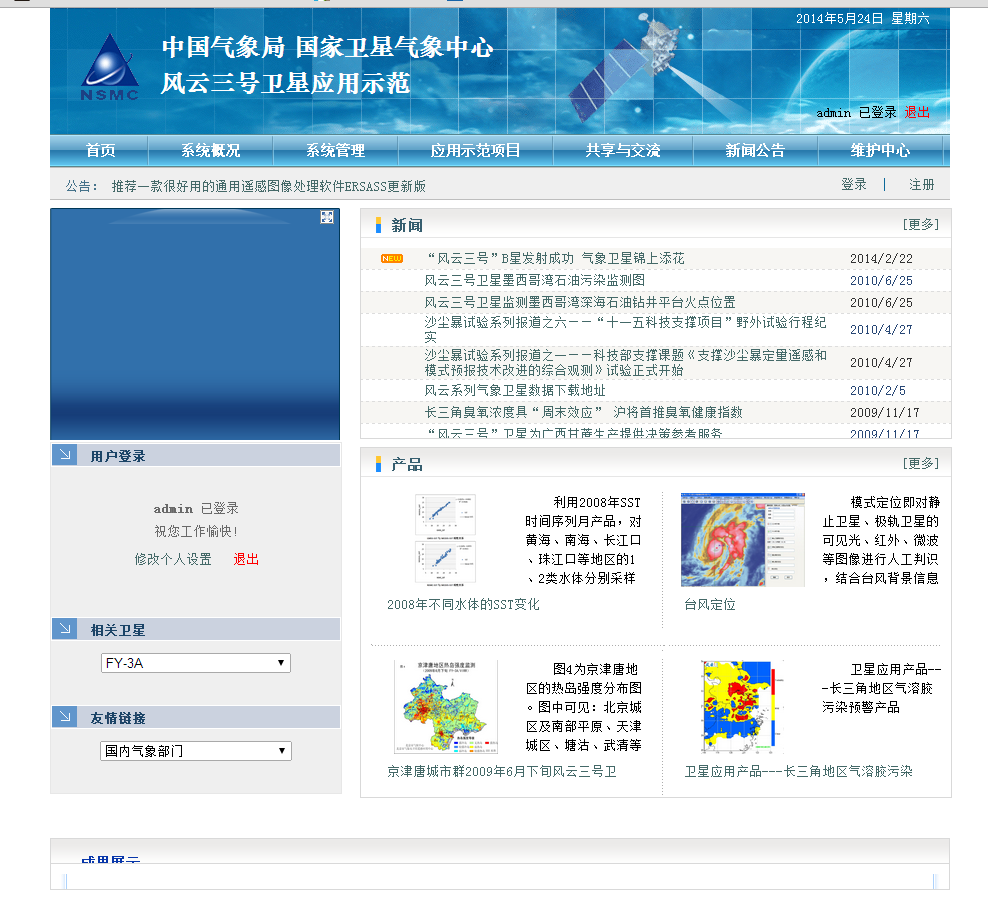 2014年5月24日 星期六
中国气象局 国家卫星气象中心
风云三号卫星应用示范
NSMC
admin 已登录 退出
首页 系统概况 系统管理 应用示范项目 共享与交流 新闻公告 维护中心
公告： 推荐一款很好用的通用遥感图像处理软件ERSASS更新版 登录 | 注册
新闻 [更多]
NEW “风云三号”B星发射成功 气象卫星锦上添花 2014/2/22
风云三号卫星墨西哥湾石油污染监测图 2010/6/25
风云三号卫星监测墨西哥湾深海石油钻井平台火点位置 2010/6/25
沙尘暴试验系列报道之六——“十一五科技支撑项目”野外试验行程纪
实 2010/4/27
沙尘暴试验系列报道之一——科技部支撑课题《支撑沙尘暴定量遥感和
模式预报技术改进的综合观测》试验正式开始 2010/4/27
风云系列气象卫星数据下载地址 2010/2/5
长三角臭氧浓度具“周末效应” 沪将首推臭氧健康指数 2009/11/17
“风云三号”卫星为广西甘蔗生产提供决策参考服务 2009/11/17
用户登录
admin 已登录
祝您工作愉快!
修改个人设置 退出
相关卫星
FY-3A
友情链接
国内气象部门
产品 [更多]
利用2008年SST
时间序列月产品，对
黄海、南海、长江口
、珠江口等地区的1
、2类水体分别采样
2008年不同水体的SST变化
模式定位即对静
止卫星、极轨卫星的
可见光、红外、微波
等图像进行人工判识
，结合台风背景信息
台风定位
京津唐地区热岛强度监测
图4为京津唐地
区的热岛强度分布图
。图中可见：北京城
区及南部平原、天津
城区、塘沽、武清等
京津唐城市群2009年6月下旬风云三号卫
卫星应用产品--
-长三角地区气溶胶
污染预警产品
卫星应用产品---长三角地区气溶胶污染
成果展示